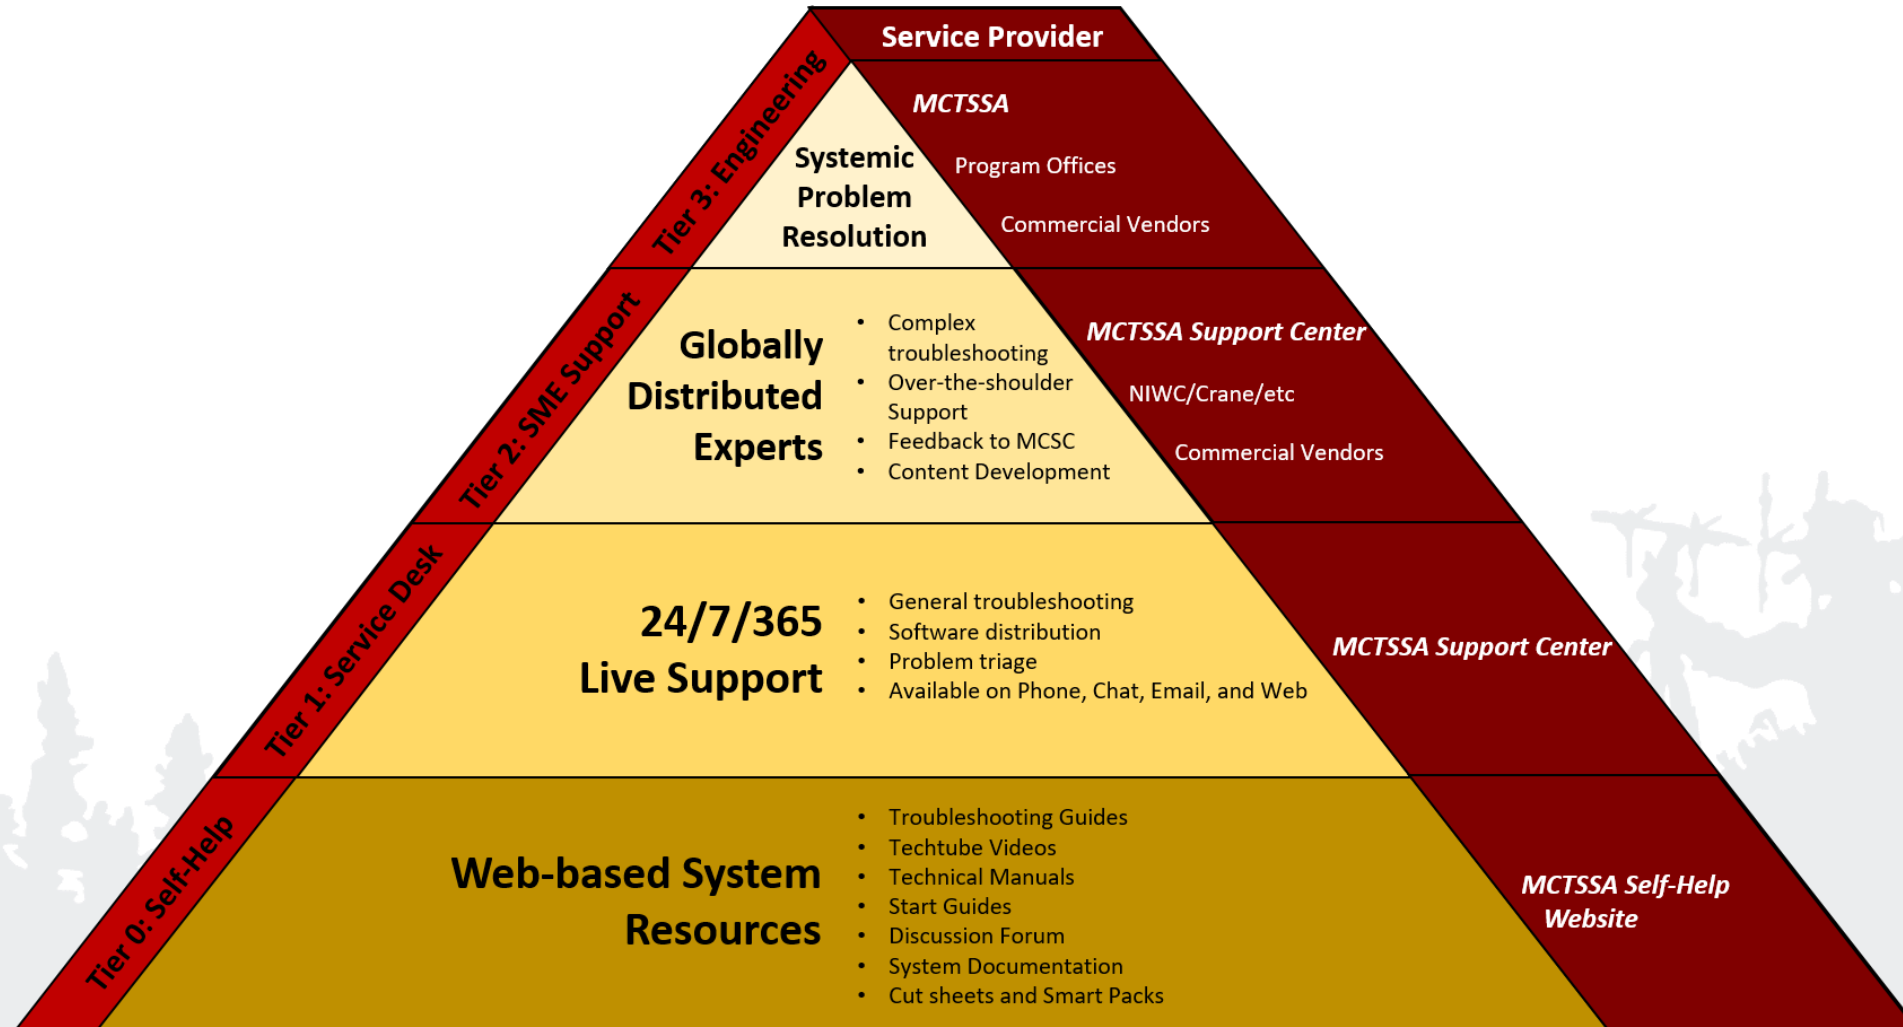 Service Provider
Tier 3: Engineering
Systemic
Problem
Resolution
MCTSSA
Program Offices
Commercial Vendors
Tier 2: SME Support
Globally
Distributed
Experts
• Complex
troubleshooting
• Over-the-shoulder
Support
• Feedback to MCSC
• Content Development
MCTSSA Support Center
NIWC/Crane/etc
Commercial Vendors
Tier 1: Service Desk
24/7/365
Live Support
• General troubleshooting
• Software distribution
• Problem triage
• Available on Phone, Chat, Email, and Web
MCTSSA Support Center
Tier 0: Self-Help
Web-based System
Resources
• Troubleshooting Guides
• Techtube Videos
• Technical Manuals
• Start Guides
• Discussion Forum
• System Documentation
• Cut sheets and Smart Packs
MCTSSA Self-Help
Website